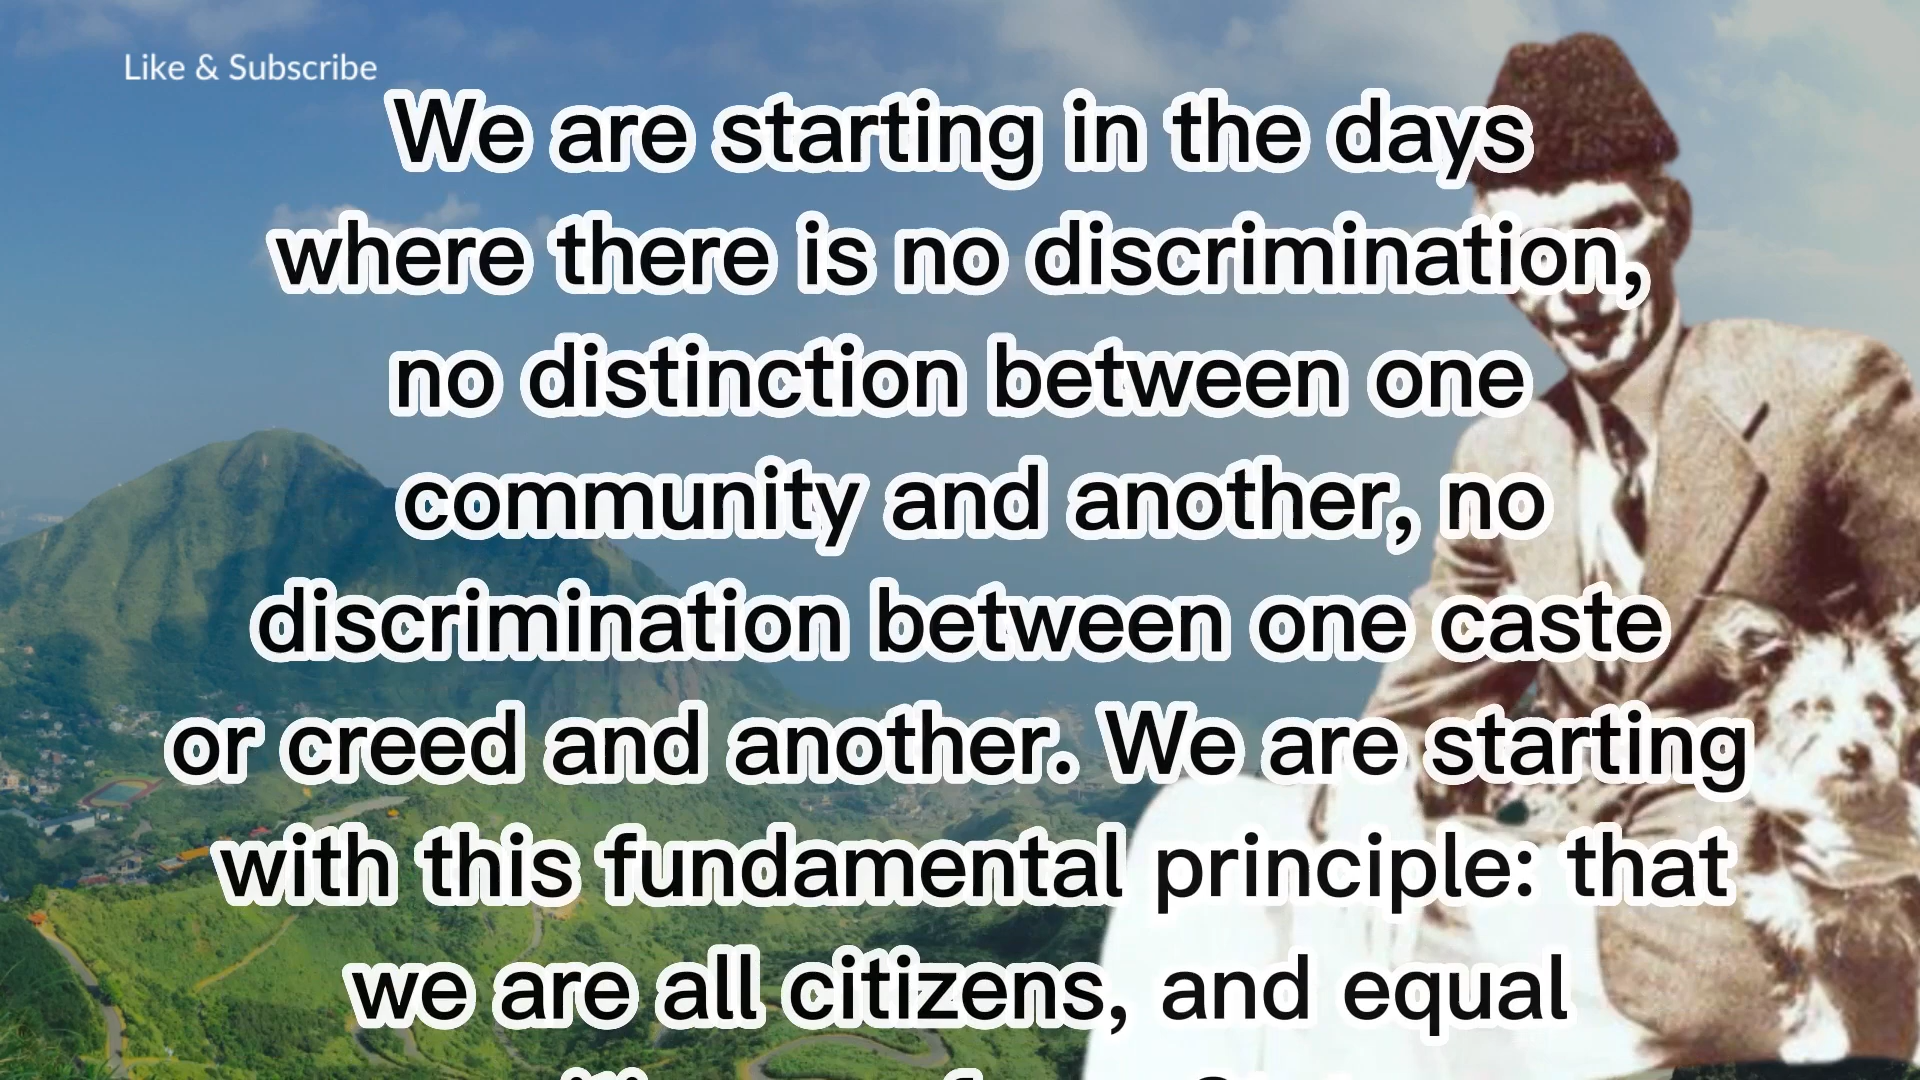 Like & Subscribe
We are starting in the days
where there is no discrimination,
no distinction between one
community and another, no
discrimination between one caste
or creed and another. We are starting
with this fundamental principle: that
we are all citizens, and equal